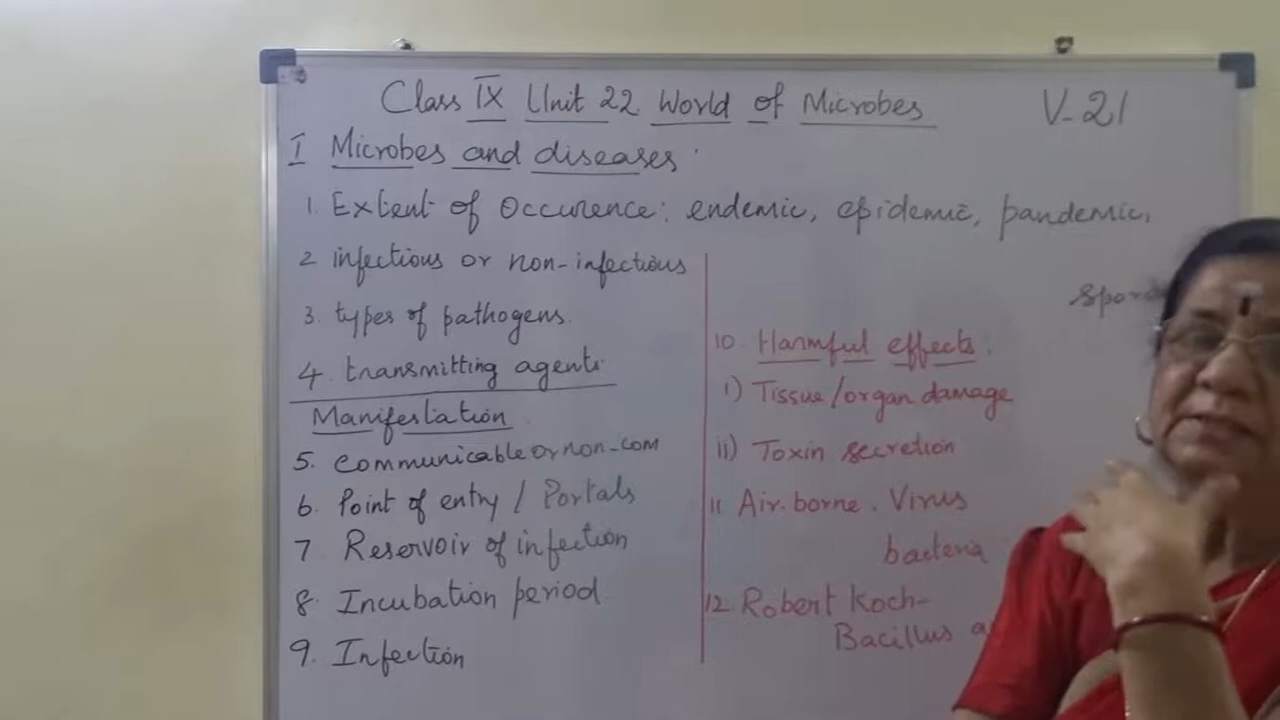 Class IX Unit 22 World of Microbes V-21
I Microbes and diseases:
1. Extent of Occurence: endemic, epidemic, pandemic,
2 infectious or non-infectious
3. types of pathogens.
4. transmitting agents.
Manifestation
5. Communicable or non-com
6. Point of entry / Portals
7 Reservoir of infection
8. Incubation period
9. Infection
10. Harmful effects.
i) Tissue/organ damage
ii) Toxin secretion
11 Air-borne. Virus
bacteria
12. Robert Koch-
Bacillus